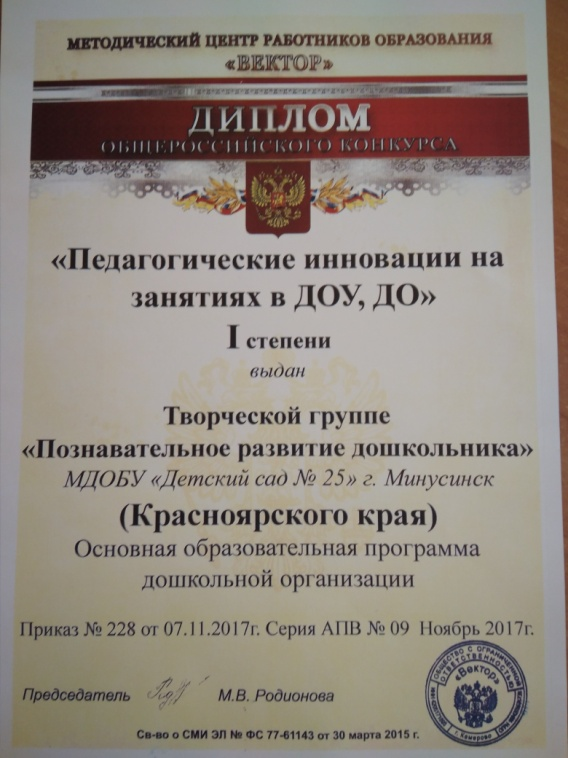 МЕТОДИЧЕСКИЙ ЦЕНТР РАБОТНИКОВ ОБРАЗОВАНИЯ
«ВЕКТОР»
ДИПЛОМ
ОБЩЕРОССИЙСКОГО КОНКУРСА
«Педагогические инновации на
занятиях в ДОУ, ДО»
I степени
выдан
Творческой группе
«Познавательное развитие дошкольника»
МДОБУ «Детский сад № 25» г. Минусинск
(Красноярского края)
Основная образовательная программа
дошкольной организации
Приказ № 228 от 07.11.2017г. Серия АПВ № 09 Ноябрь 2017г.
Председатель М.В. Родионова
ОБЩЕСТВО С ОГРАНИЧЕННОЙ
ОТВЕТСТВЕННОСТЬЮ
«Вектор»
г. Кемерово
Св-во о СМИ ЭЛ № ФС 77-61143 от 30 марта 2015 г.